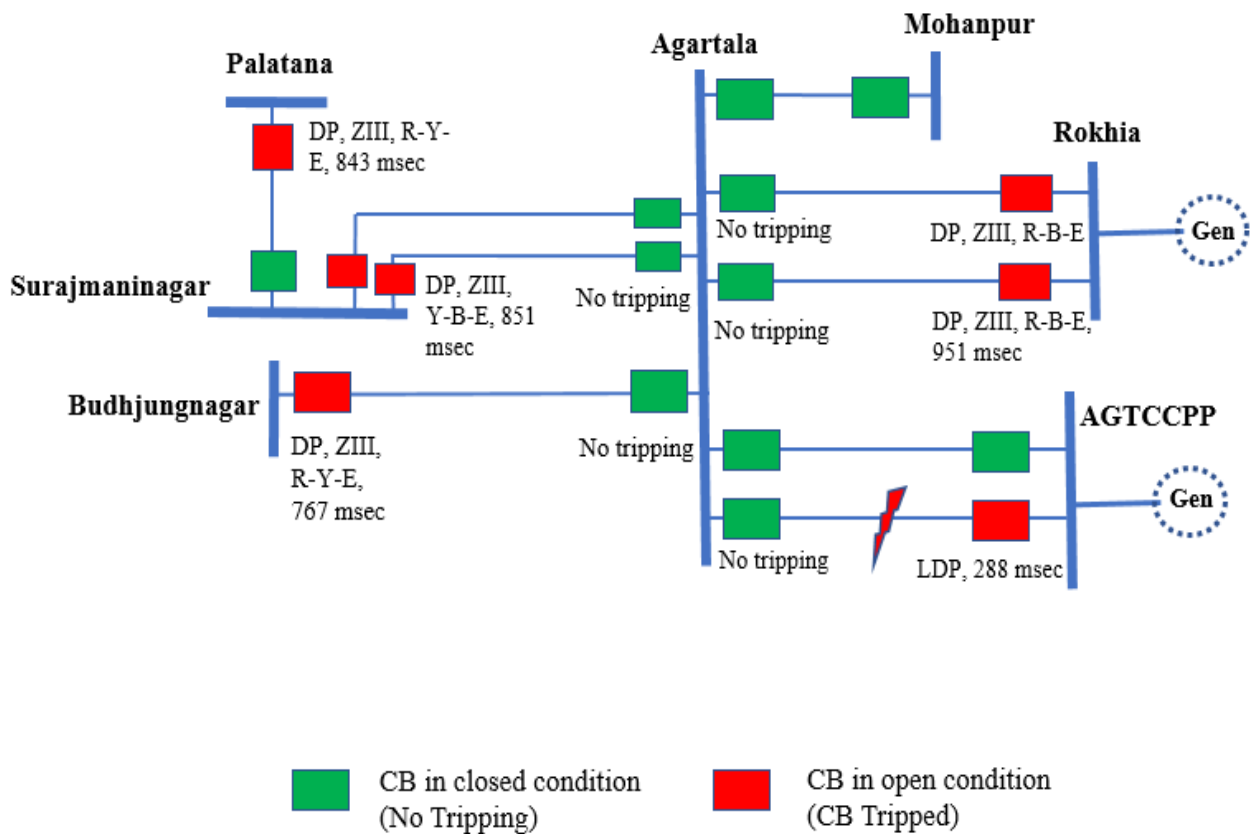 Mohanpur
Agartala
Palatana
DP, ZIII, R-Y-
E, 843 msec
Rokhia
No tripping
DP, ZIII, R-B-E
Gen
Surajmaninagar
DP, ZIII,
Y-B-E, 851
msec
No tripping
No tripping
DP, ZIII, R-B-E,
951 msec
Budhjungnagar
DP, ZIII,
R-Y-E,
767 msec
No tripping
AGTCCPP
Gen
No tripping
LDP, 288 msec
CB in closed condition
(No Tripping)
CB in open condition
(CB Tripped)